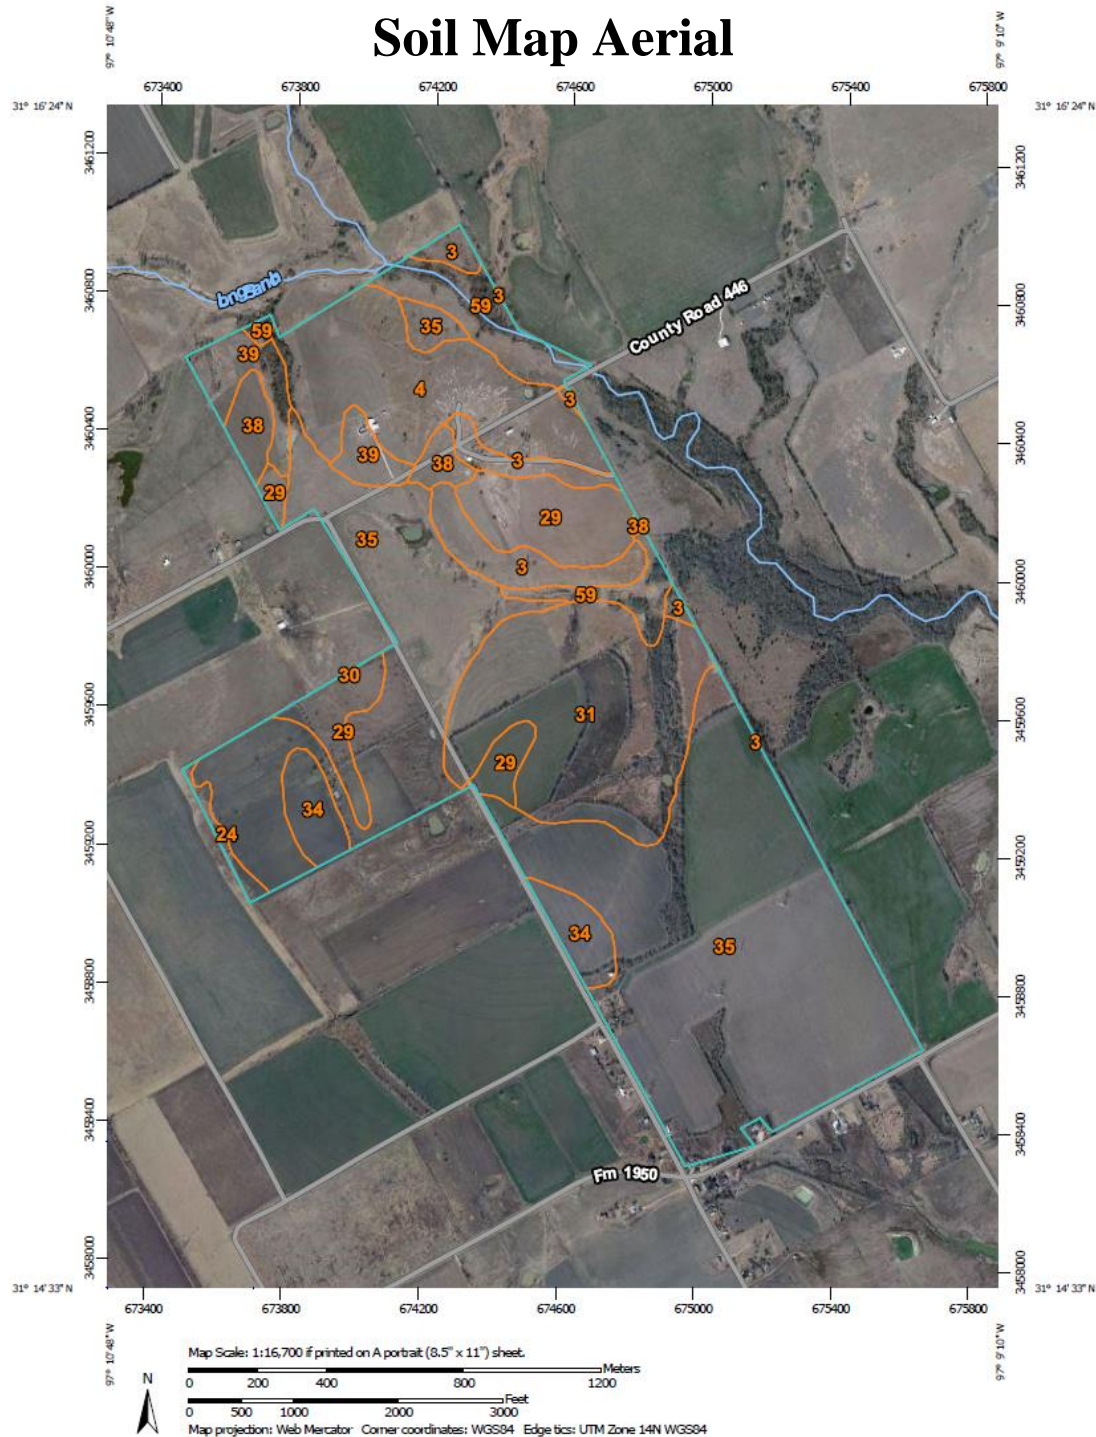 Soil Map Aerial
97° 10' 48" W
97° 9' 10" W
673400 673800 674200 674600 675000 675400 675800
31° 16' 24" N
31° 16' 24" N
3461200
3461200
3
3460800
59
3
3460800
County Road 446
59
35
39
4
3
38
3460400
3460400
39
38
3
29
29
38
35
3460000
3
3460000
59
3
30
3459600
31
3459600
29
3
29
34
24
3459200
3459200
34
35
3458800
3458800
3458400
3458400
Fm 1950
3458000
3458000
31° 14' 33" N
31° 14' 33" N
673400 673800 674200 674600 675000 675400 675800
97° 10' 48" W
97° 9' 10" W
Map Scale: 1:16,700 if printed on A portrait (8.5" x 11") sheet.
N
Meters
0 200 400 800 1200
Feet
0 500 1000 2000 3000
Map projection: Web Mercator Corner coordinates: WGS84 Edge tics: UTM Zone 14N WGS84